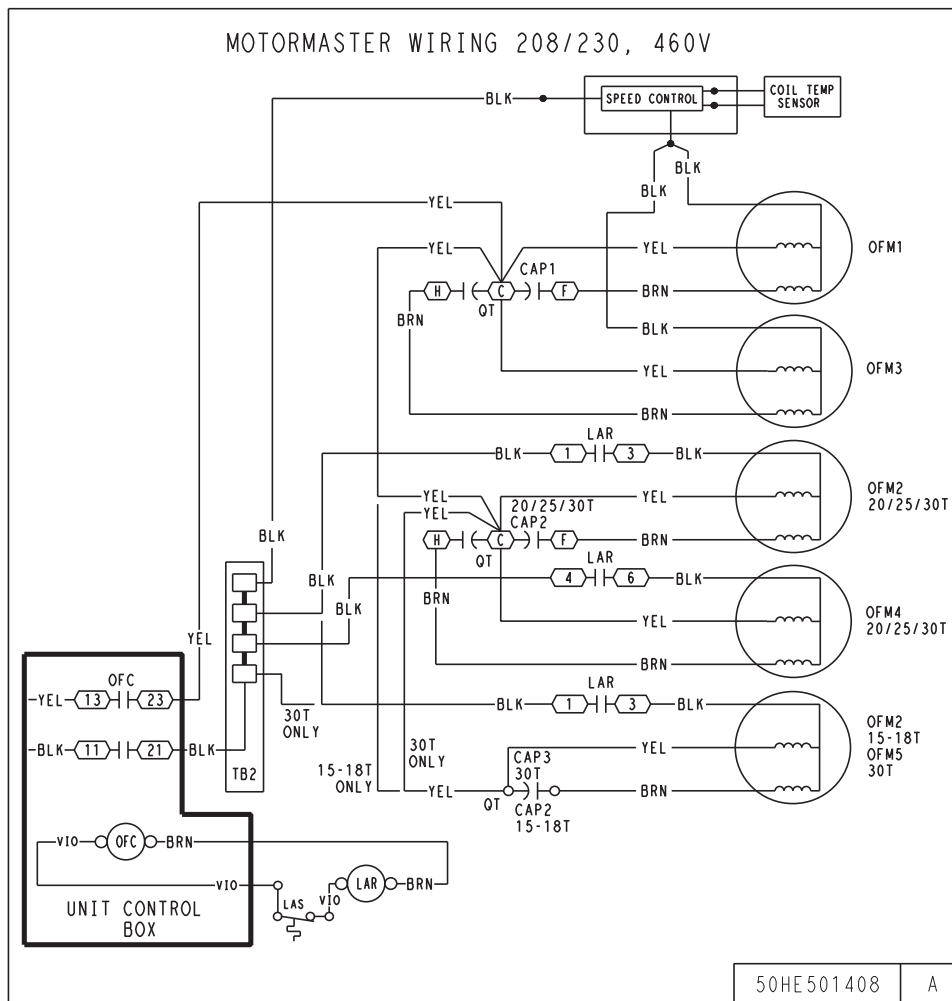 MOTORMASTER WIRING 208/230, 460V
BLK
SPEED CONTROL
COIL TEMP
SENSOR
BLK
BLK
YEL
YEL
YEL
OFM1
CAP1
H
C
F
BRN
QT
BRN
BLK
YEL
OFM3
BRN
LAR
BLK
1
3
BLK
YEL
YEL
20/25/30T
CAP2
YEL
OFM2
20/25/30T
H
C
F
BRN
QT
BLK
LAR
BLK
4
6
BLK
BRN
BLK
YEL
OFM4
20/25/30T
YEL
BRN
OFC
YEL
13
23
LAR
BLK
1
3
BLK
30T
ONLY
BLK
11
21
BLK
TB2
15-18T
ONLY
30T
ONLY
CAP3
30T
YEL
OFM2
15-18T
OFM5
30T
YEL
QT
CAP2
15-18T
BRN
VIO
OFC
BRN
VIO
LAS
VIO
LAR
BRN
UNIT CONTROL
BOX
50HE501408
A